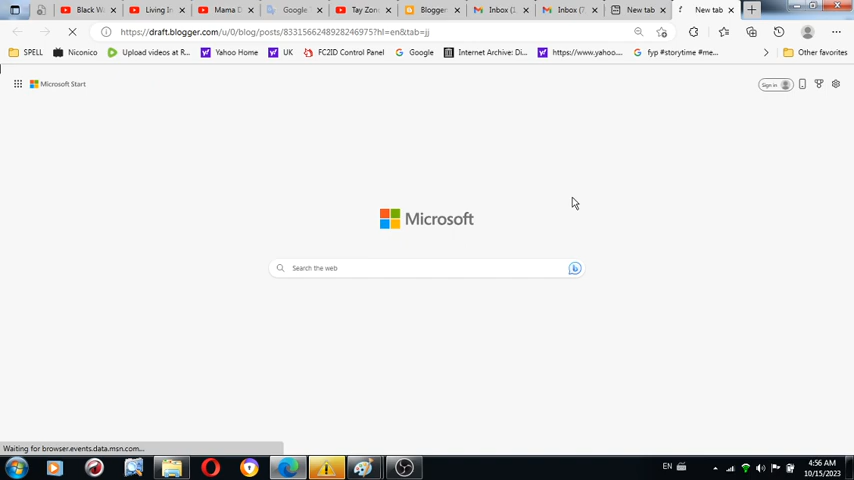 Black W
Living In
Mama D
Google
Tay Zon
Blogger
Inbox (1
Inbox (7
New tab
New tab
https://draft.blogger.com/u/0/blog/posts/8331566248928246975?hl=en&tab=jj
SPELL
Niconico
Upload videos at R...
Yahoo Home
UK
FC2ID Control Panel
Google
Internet Archive: Di...
https://www.yahoo....
fyp #storytime #me...
Other favorites
Microsoft Start
Sign in
Microsoft
Search the web
Waiting for browser.events.data.msn.com...
EN
4:56 AM
10/15/2023